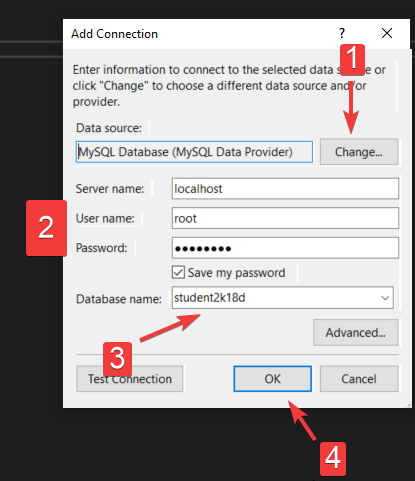 Add Connection
?
1
Enter information to connect to the selected data or
click "Change" to choose a different data source and/or
provider.
Data source:
MySQL Database (MySQL Data Provider)
Change...
2
Server name:
localhost
User name:
root
Password:
Save my password
Database name:
student2k18d
3
Advanced...
Test Connection
OK
Cancel
4